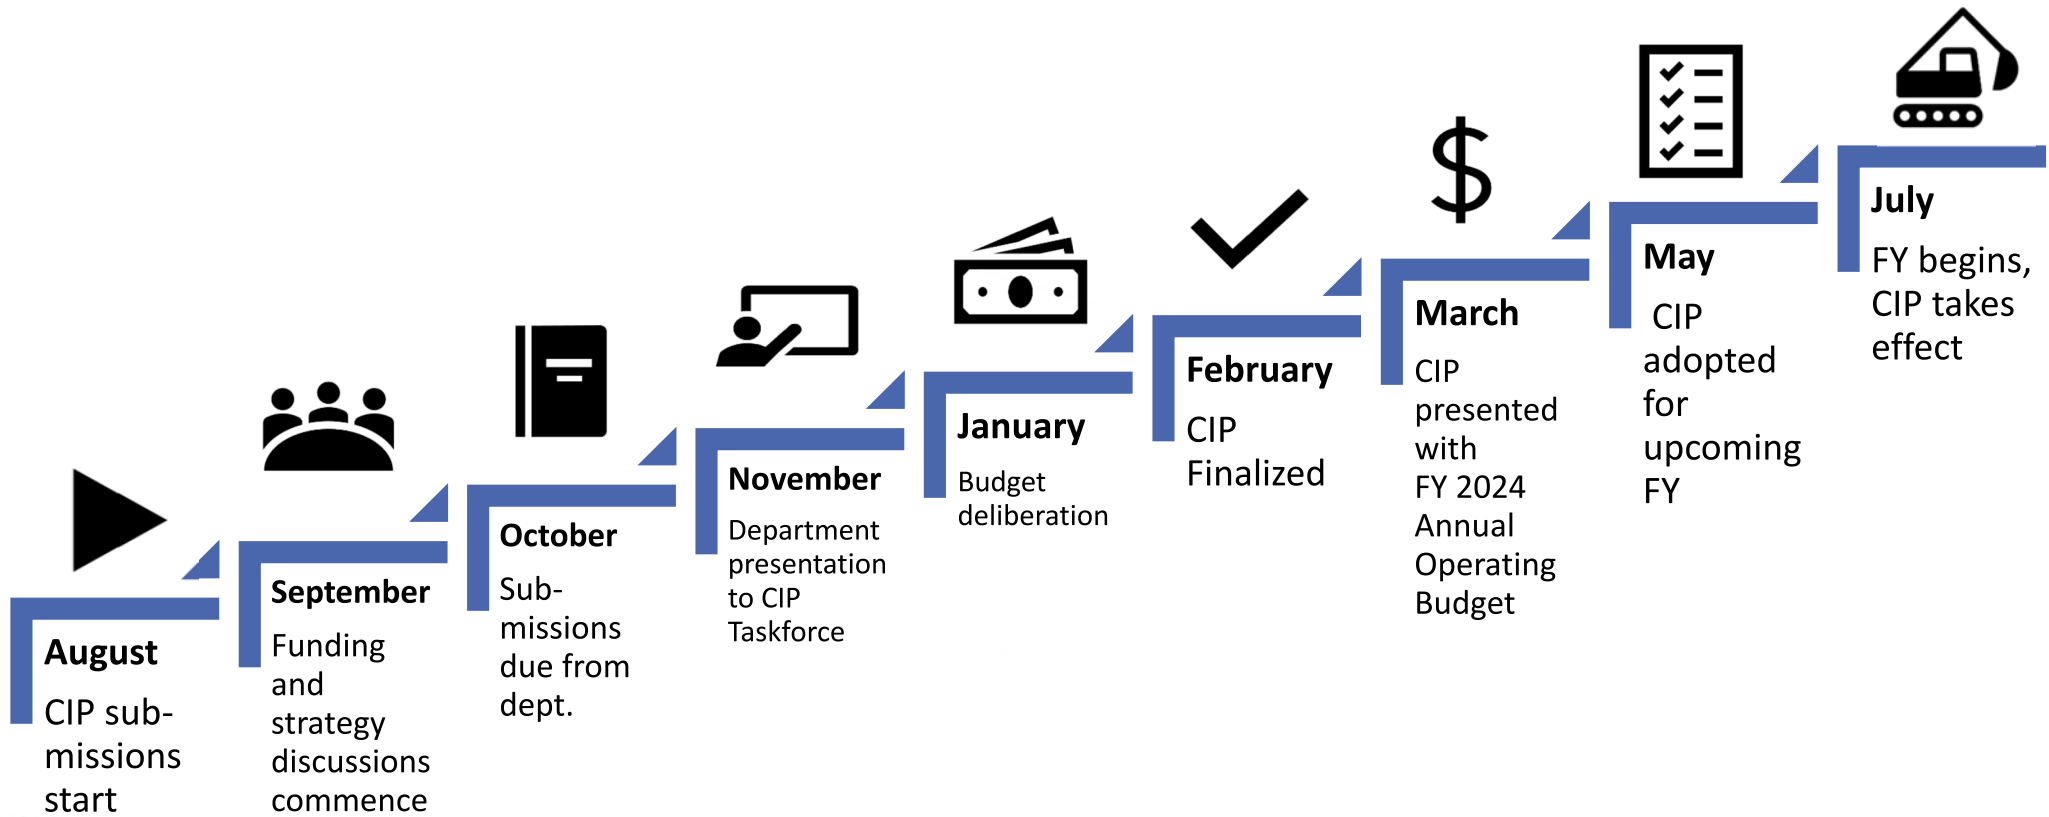 August
CIP sub-
missions
start
September
Funding
and
strategy
discussions
commence
October
Sub-
missions
due from
dept.
November
Department
presentation
to CIP
Taskforce
January
Budget
deliberation
February
CIP
Finalized
March
CIP
presented
with
FY 2024
Annual
Operating
Budget
May
CIP
adopted
for
upcoming
FY
July
FY begins,
CIP takes
effect